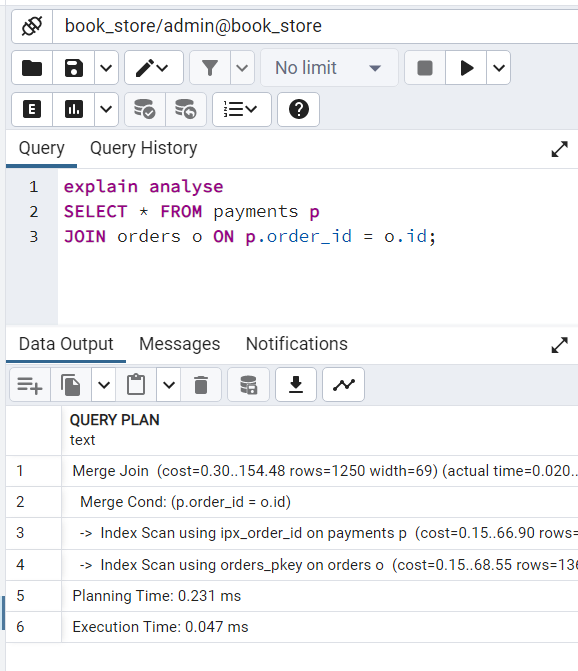 book_store/admin@book_store
No limit
E
Query Query History
1 explain analyse
2 SELECT * FROM payments p
3 JOIN orders o ON p.order_id = o.id;
Data Output Messages Notifications
QUERY PLAN
text
1 Merge Join (cost=0.30..154.48 rows=1250 width=69) (actual time=0.020..
2 Merge Cond: (p.order_id = o.id)
3 -> Index Scan using ipx_order_id on payments p (cost=0.15..66.90 rows=
4 -> Index Scan using orders_pkey on orders o (cost=0.15..68.55 rows=136
5 Planning Time: 0.231 ms
6 Execution Time: 0.047 ms